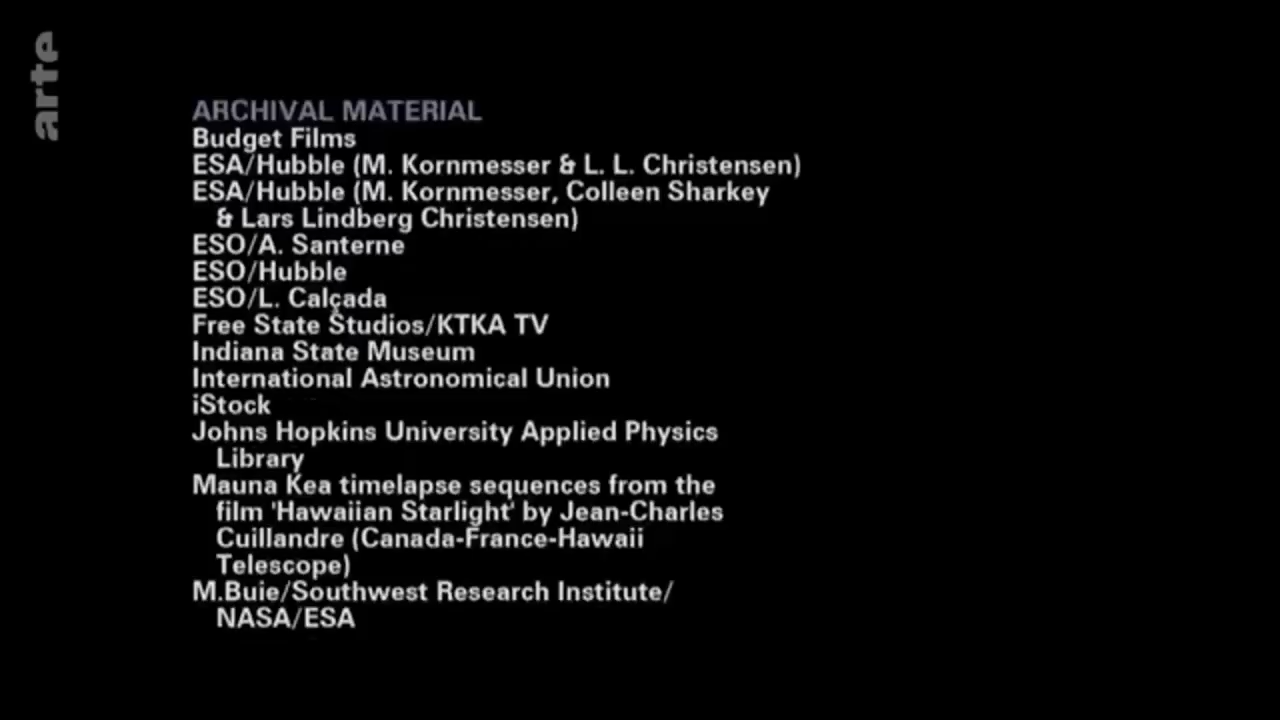 arte
ARCHIVAL MATERIAL
Budget Films
ESA/Hubble (M. Kornmesser & L. L. Christensen)
ESA/Hubble (M. Kornmesser, Colleen Sharkey
& Lars Lindberg Christensen)
ESO/A. Santerne
ESO/Hubble
ESO/L. Calçada
Free State Studios/KTKA TV
Indiana State Museum
International Astronomical Union
iStock
Johns Hopkins University Applied Physics
Library
Mauna Kea timelapse sequences from the
film 'Hawaiian Starlight' by Jean-Charles
Cuillandre (Canada-France-Hawaii
Telescope)
M.Buie/Southwest Research Institute/
NASA/ESA